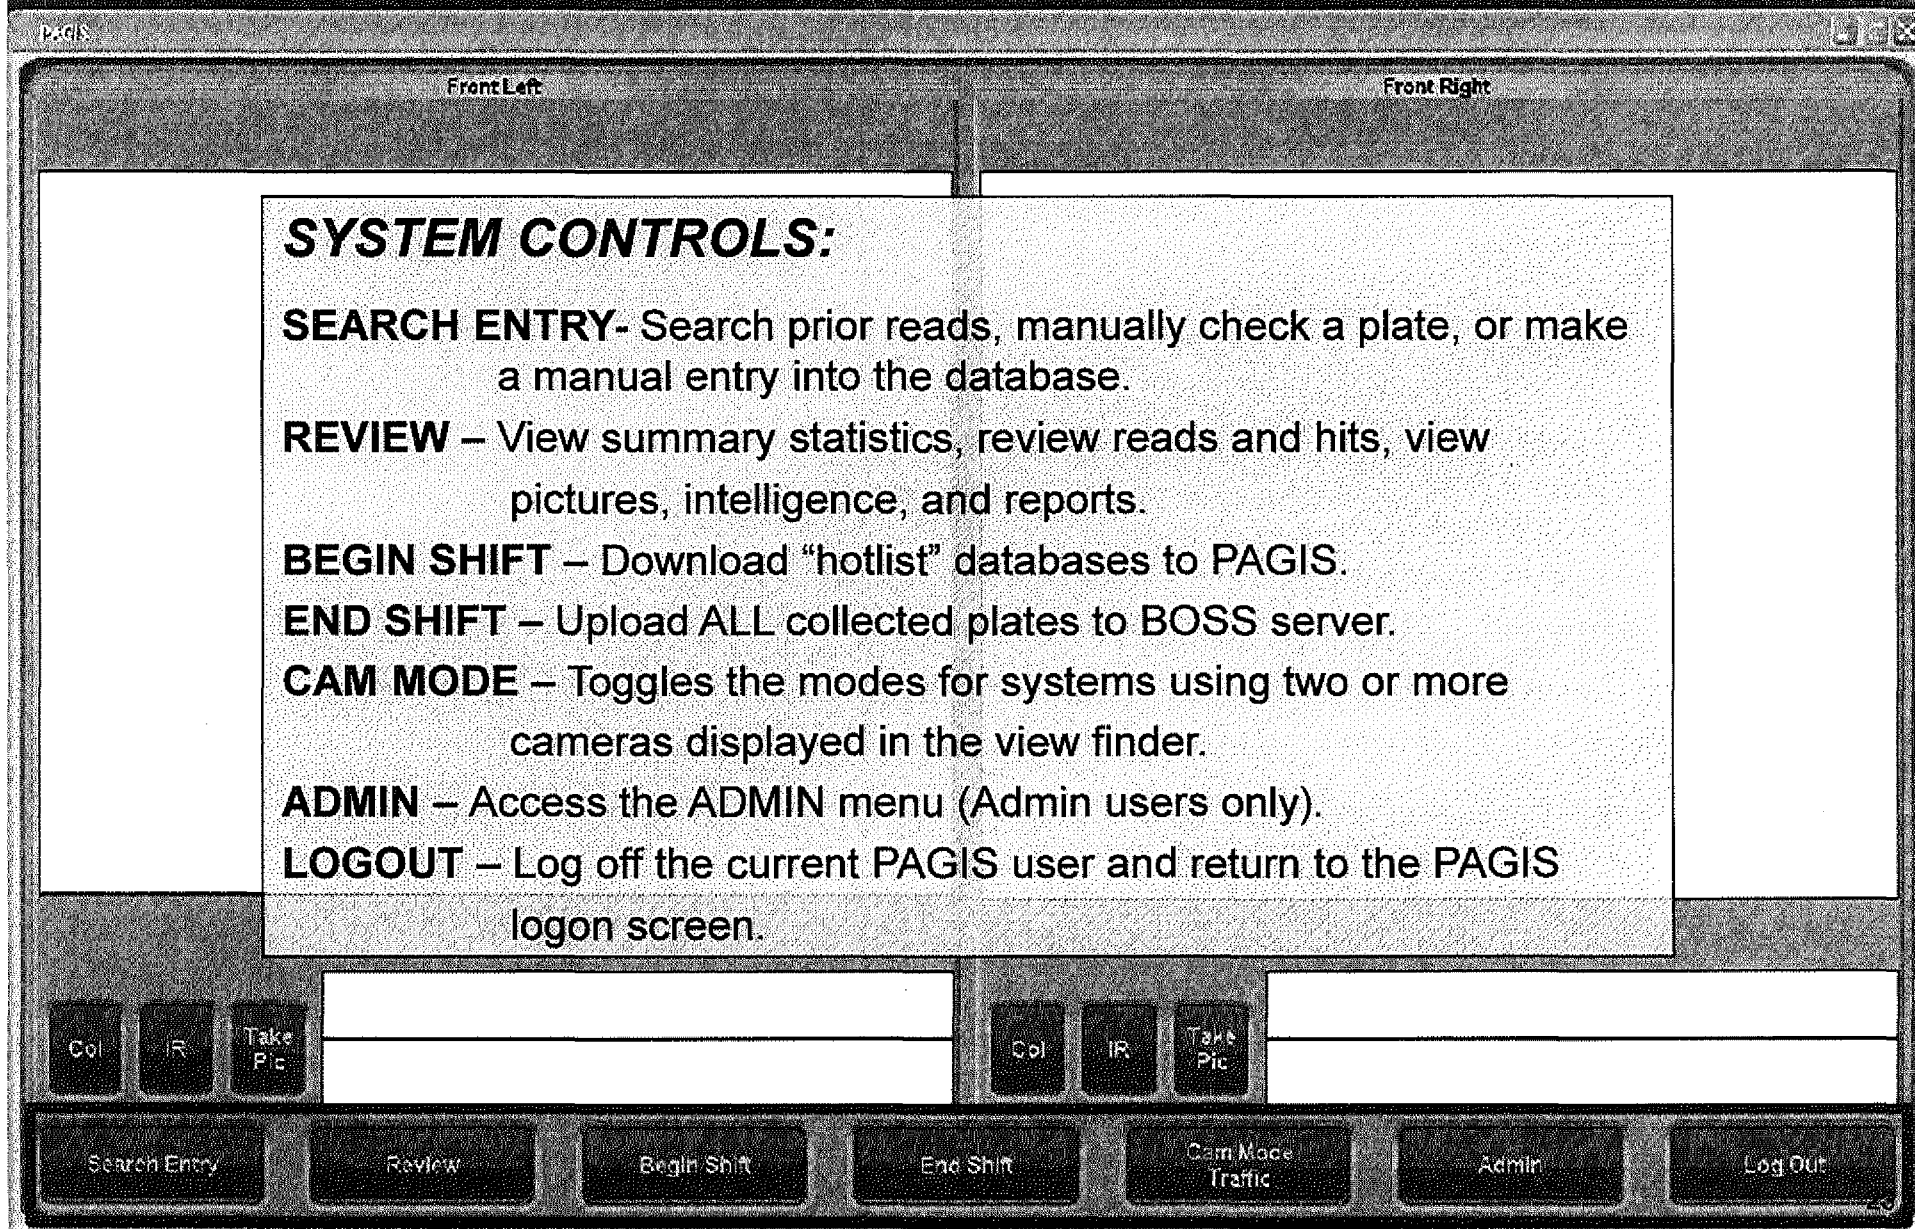 PAGIS
Front Left
Front Right
SYSTEM CONTROLS:
SEARCH ENTRY- Search prior reads, manually check a plate, or make
a manual entry into the database.
REVIEW – View summary statistics, review reads and hits, view
pictures, intelligence, and reports.
BEGIN SHIFT – Download “hotlist” databases to PAGIS.
END SHIFT – Upload ALL collected plates to BOSS server.
CAM MODE – Toggles the modes for systems using two or more
cameras displayed in the view finder.
ADMIN – Access the ADMIN menu (Admin users only).
LOGOUT – Log off the current PAGIS user and return to the PAGIS
logon screen.
Col
IR
Take
Pic
Col
IR
Take
Pic
Search Entry
Review
Begin Shift
End Shift
Cam Mode
Traffic
Admin
Log Out